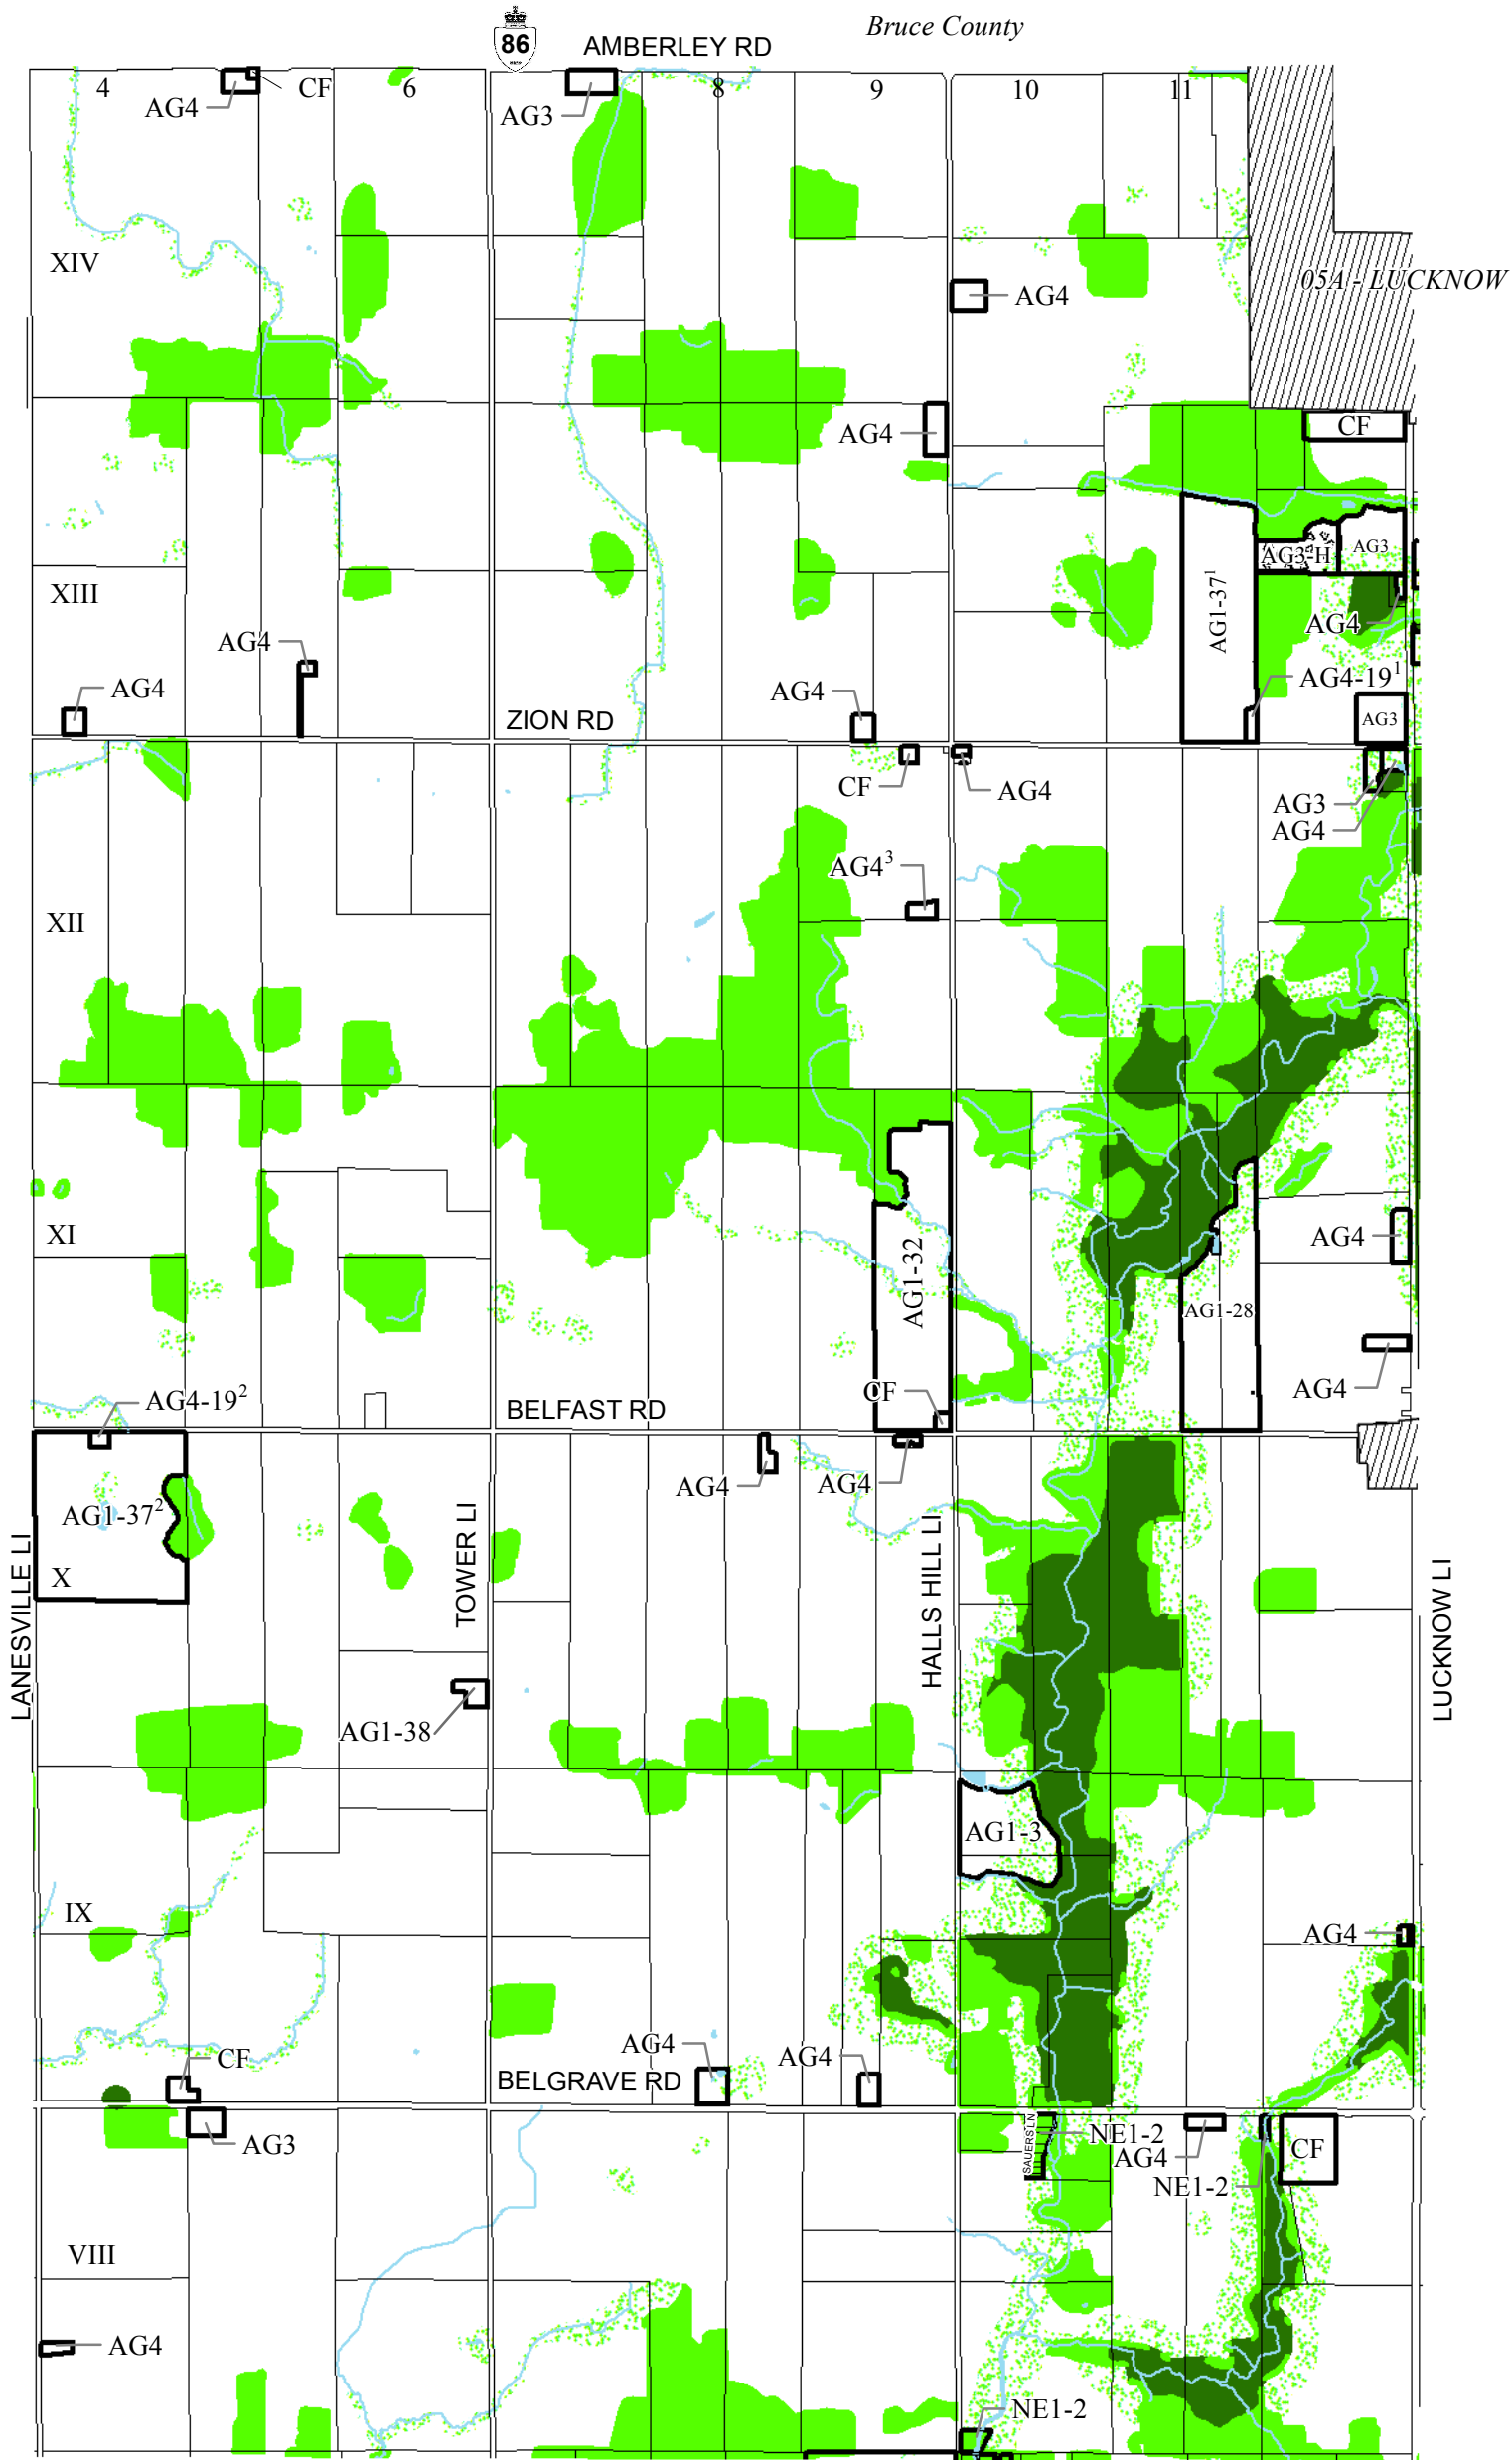 Bruce County
86
AMBERLEY RD
4
AG4
CF
6
AG3
8
9
10
11
XIV
05A - LUCKNOW
AG4
AG4
CF
AG3-H
AG3
XIII
AG1-37¹
AG4
AG4
AG4
AG4
AG4-19¹
ZION RD
AG3
CF
AG4
AG3
AG4
AG4³
XII
XI
AG4
AG1-32
AG1-28
AG4
AG4-19²
CF
BELFAST RD
AG4
AG4
AG1-37²
X
LANESVILLE LI
TOWER LI
HALLS HILL LI
LUCKNOW LI
AG1-38
AG1-3
IX
AG4
CF
AG4
AG4
BELGRAVE RD
AG3
SAUERS LN
NE1-2
AG4
NE1-2
CF
VIII
AG4
NE1-2